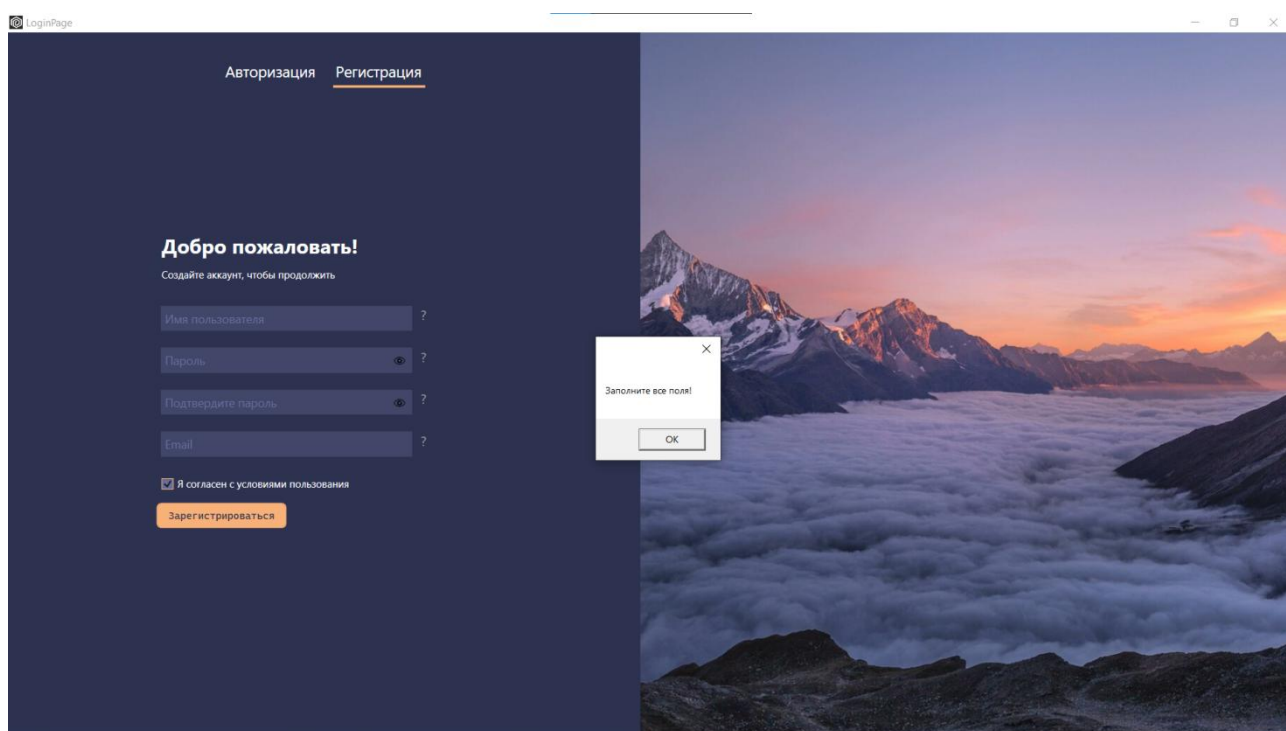 LoginPage
Авторизация Регистрация
Добро пожаловать!
Создайте аккаунт, чтобы продолжить
Имя пользователя ?
Пароль ?
Подтвердите пароль ?
Email ?
Я согласен с условиями пользования
Зарегистрироваться
Заполните все поля!
OK